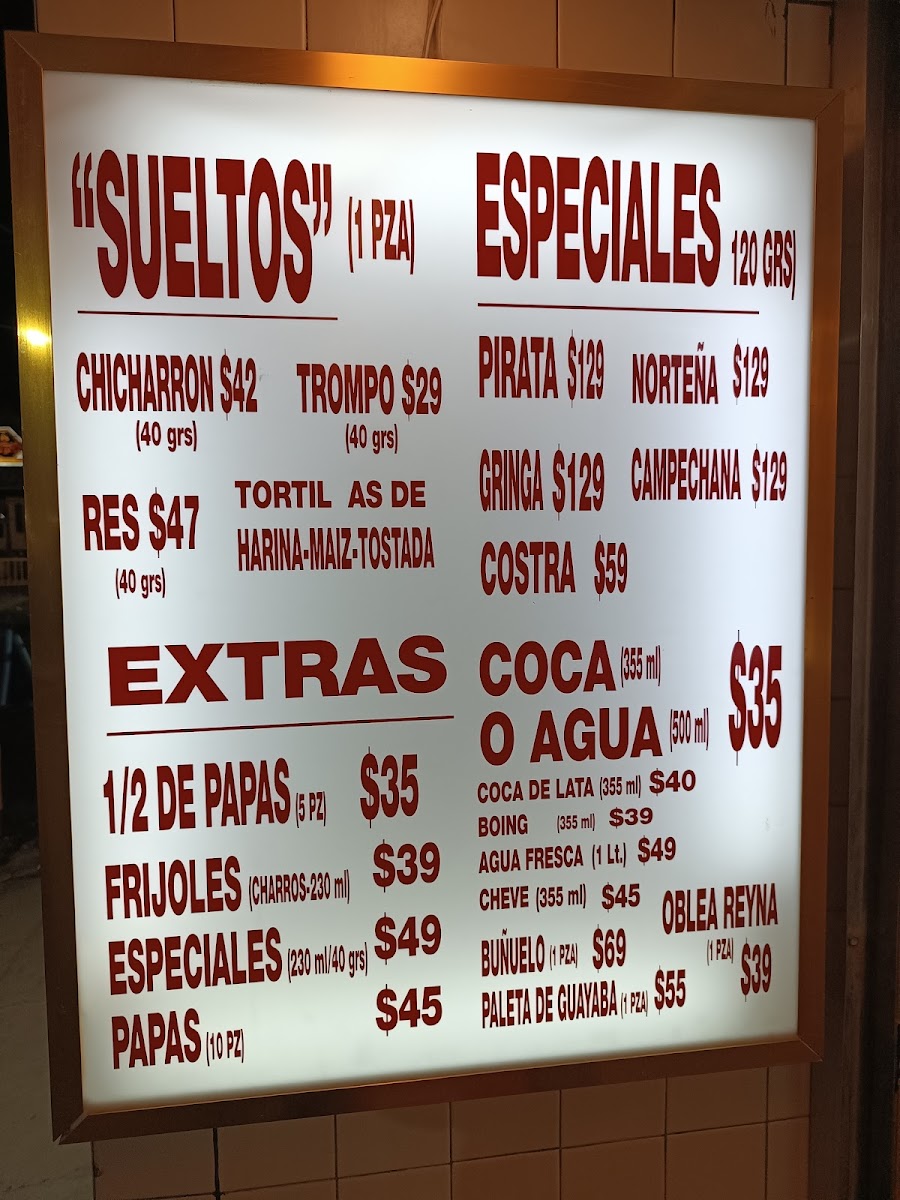 “SUELTOS” (1 PZA)
CHICHARRON $42
(40 grs)
TROMPO $29
(40 grs)
RES $47
(40 grs)
TORTIL AS DE
HARINA-MAIZ-TOSTADA
EXTRAS
1/2 DE PAPAS (5 PZ) $35
FRIJOLES (CHARROS-230 ml) $39
ESPECIALES (230 ml/40 grs) $49
PAPAS (10 PZ) $45
ESPECIALES 120 GRS)
PIRATA $129 NORTEÑA $129
GRINGA $129 CAMPECHANA $129
COSTRA $59
COCA (355 ml)
O AGUA (500 ml) $35
COCA DE LATA (355 ml) $40
BOING (355 ml) $39
AGUA FRESCA (1 Lt.) $49
CHEVE (355 ml) $45
BUÑUELO (1 PZA) $69
PALETA DE GUAYABA (1 PZA) $55
OBLEA REYNA
(1 PZA) $39